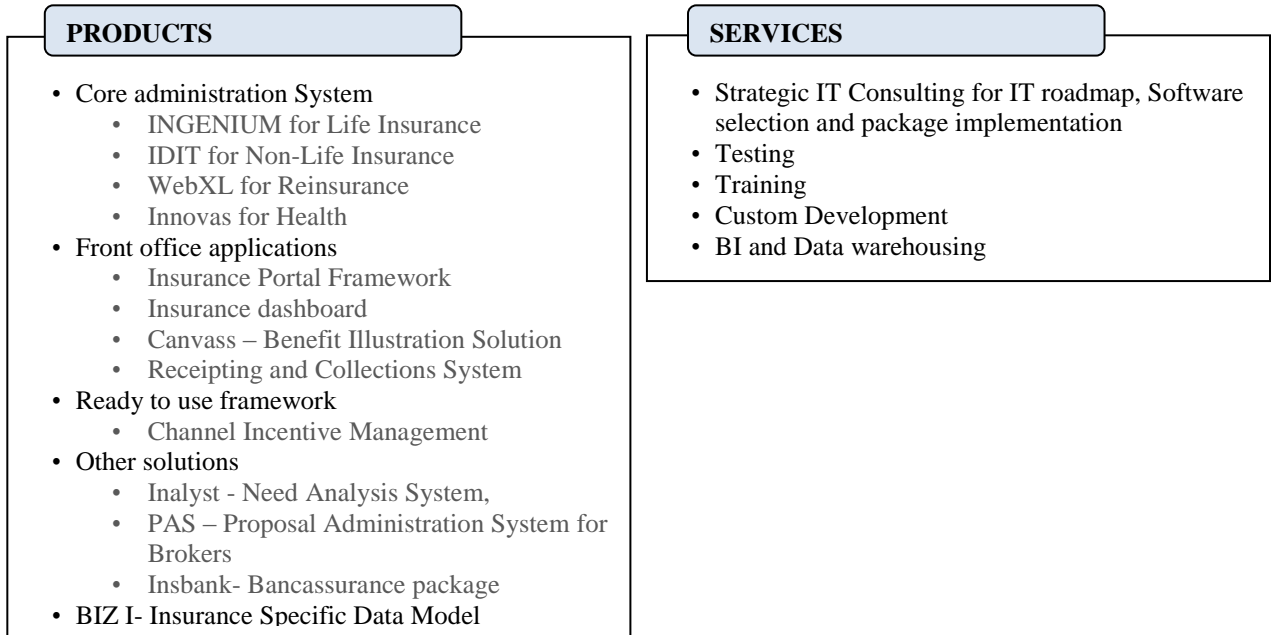 PRODUCTS
• Core administration System
• INGENIUM for Life Insurance
• IDIT for Non-Life Insurance
• WebXL for Reinsurance
• Innovas for Health
• Front office applications
• Insurance Portal Framework
• Insurance dashboard
• Canvass – Benefit Illustration Solution
• Receipting and Collections System
• Ready to use framework
• Channel Incentive Management
• Other solutions
• Inalyst - Need Analysis System,
• PAS – Proposal Administration System for
Brokers
• Insbank- Bancassurance package
• BIZ I- Insurance Specific Data Model
SERVICES
• Strategic IT Consulting for IT roadmap, Software
selection and package implementation
• Testing
• Training
• Custom Development
• BI and Data warehousing